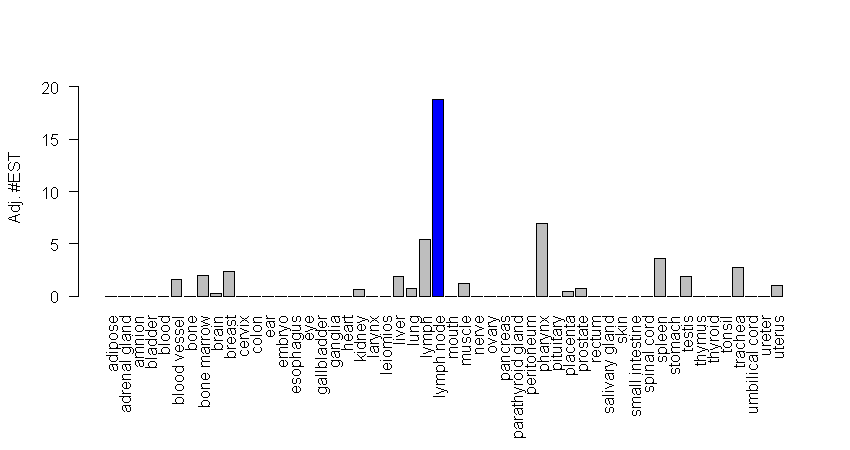 Adj. #EST
20
15
10
5
0
adipose
adrenal gland
amnion
bladder
blood
blood vessel
bone
bone marrow
brain
breast
cervix
colon
ear
embryo
esophagus
eye
gallbladder
ganglia
heart
kidney
larynx
leiomios
liver
lung
lymph
lymph node
mouth
muscle
nerve
ovary
pancreas
parathyroid gland
peritoneum
pharynx
pituitary
placenta
prostate
rectum
salivary gland
skin
small intestine
spinal cord
spleen
stomach
testis
thymus
thyroid
tonsil
trachea
umbilical cord
ureter
uterus